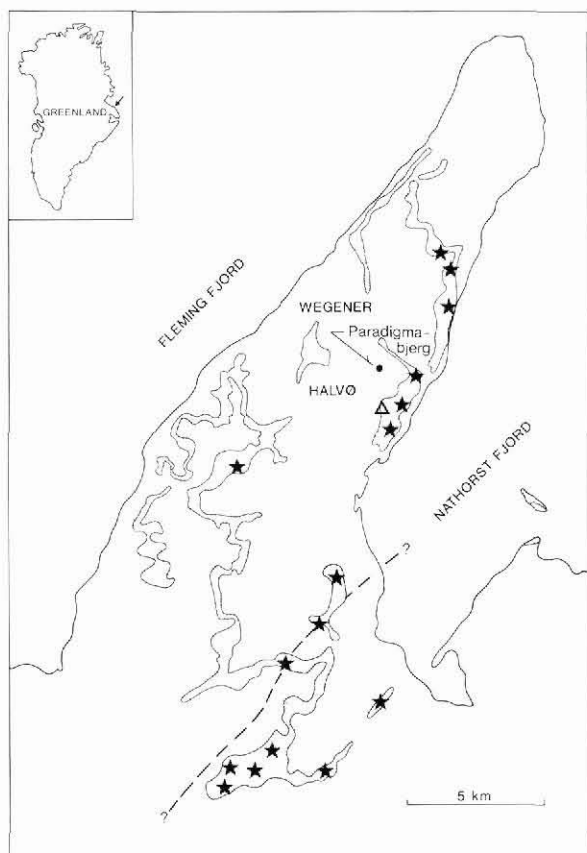 GREENLAND
FLEMING FJORD
WEGENER
Paradigma-
bjerg
HALVØ
NATHORST FJORD
?
?
5 km